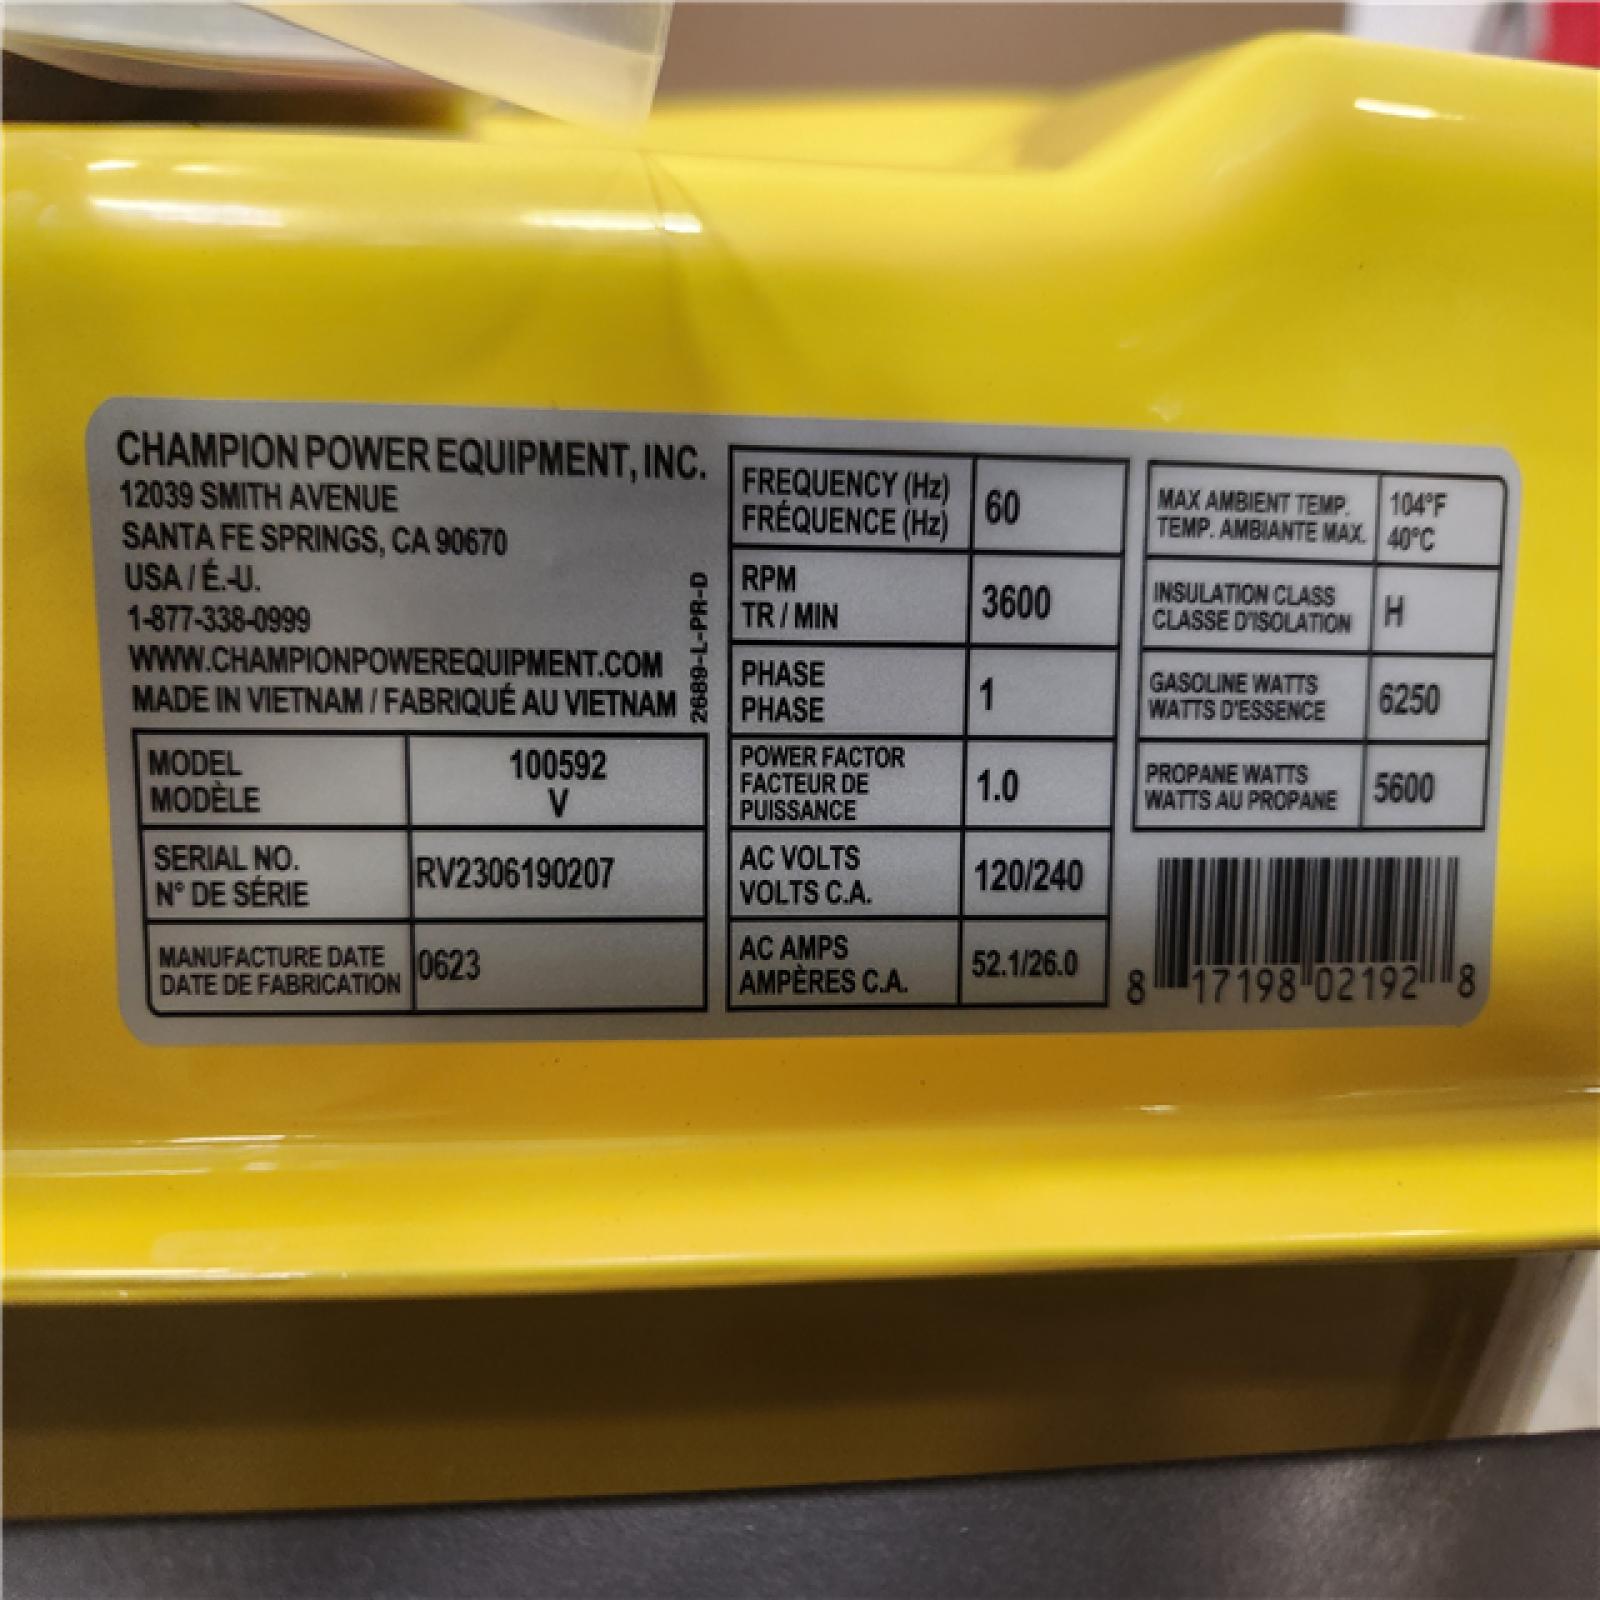 CHAMPION POWER EQUIPMENT, INC.
12039 SMITH AVENUE
SANTA FE SPRINGS, CA 90670
USA / É.-U.
1-877-338-0999
WWW.CHAMPIONPOWEREQUIPMENT.COM
MADE IN VIETNAM / FABRIQUÉ AU VIETNAM
2689-L-PR-D
MODEL 100592
MODÈLE V
SERIAL NO.
N° DE SÉRIE
RV2306190207
MANUFACTURE DATE
DATE DE FABRICATION
0623
FREQUENCY (Hz)
FRÉQUENCE (Hz)
60
RPM
TR / MIN
3600
PHASE
PHASE
1
POWER FACTOR
FACTEUR DE
PUISSANCE
1.0
AC VOLTS
VOLTS C.A.
120/240
AC AMPS
AMPÈRES C.A.
52.1/26.0
MAX AMBIENT TEMP. 104°F
TEMP. AMBIANTE MAX. 40°C
INSULATION CLASS
CLASSE D'ISOLATION
H
GASOLINE WATTS
WATTS D'ESSENCE
6250
PROPANE WATTS
WATTS AU PROPANE
5600
8 17198 02192 8